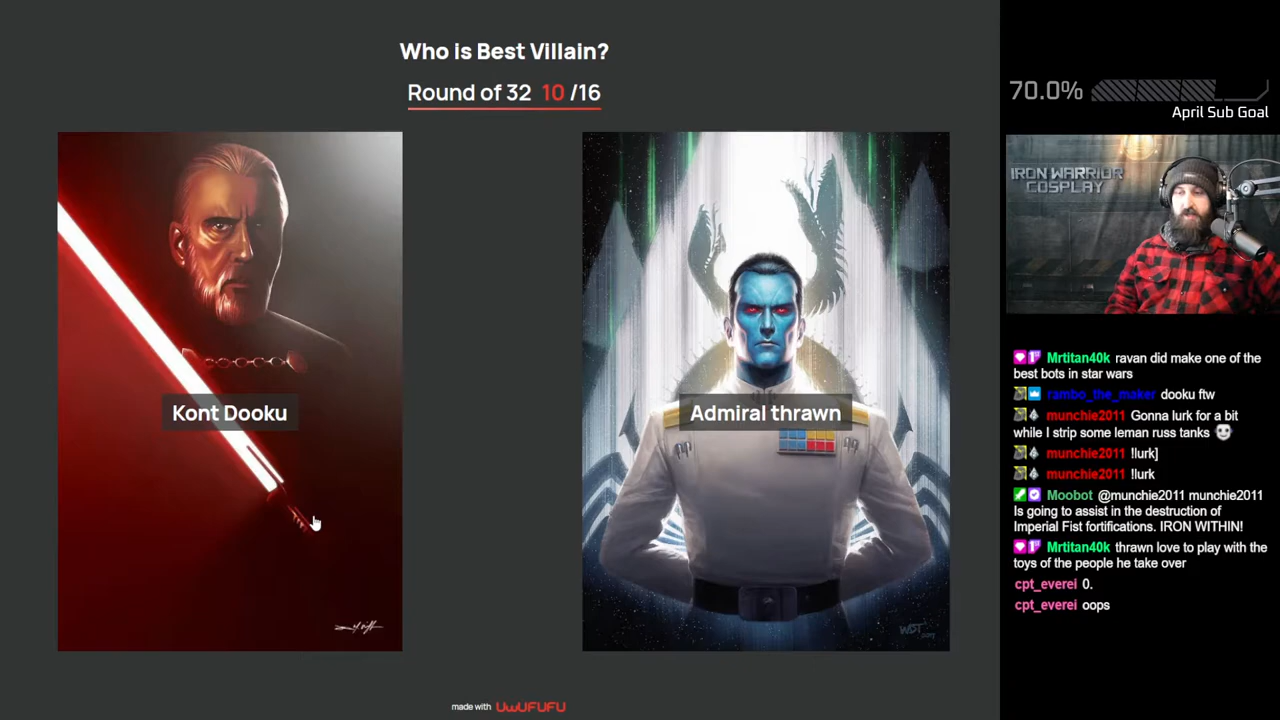 Who is Best Villain?
Round of 32 10 /16
Kont Dooku
Admiral thrawn
made with UWUFUFU
70.0%
April Sub Goal
IRON WARRIOR
COSPLAY
Mrtitan40k ravan did make one of the
best bots in star wars
rambo_the_maker dooku ftw
munchie2011 Gonna lurk for a bit
while I strip some leman russ tanks
munchie2011 !lurk]
munchie2011 !lurk
Moobot @munchie2011 munchie2011
Is going to assist in the destruction of
Imperial Fist fortifications. IRON WITHIN!
Mrtitan40k thrawn love to play with the
toys of the people he take over
cpt_everei 0.
cpt_everei oops